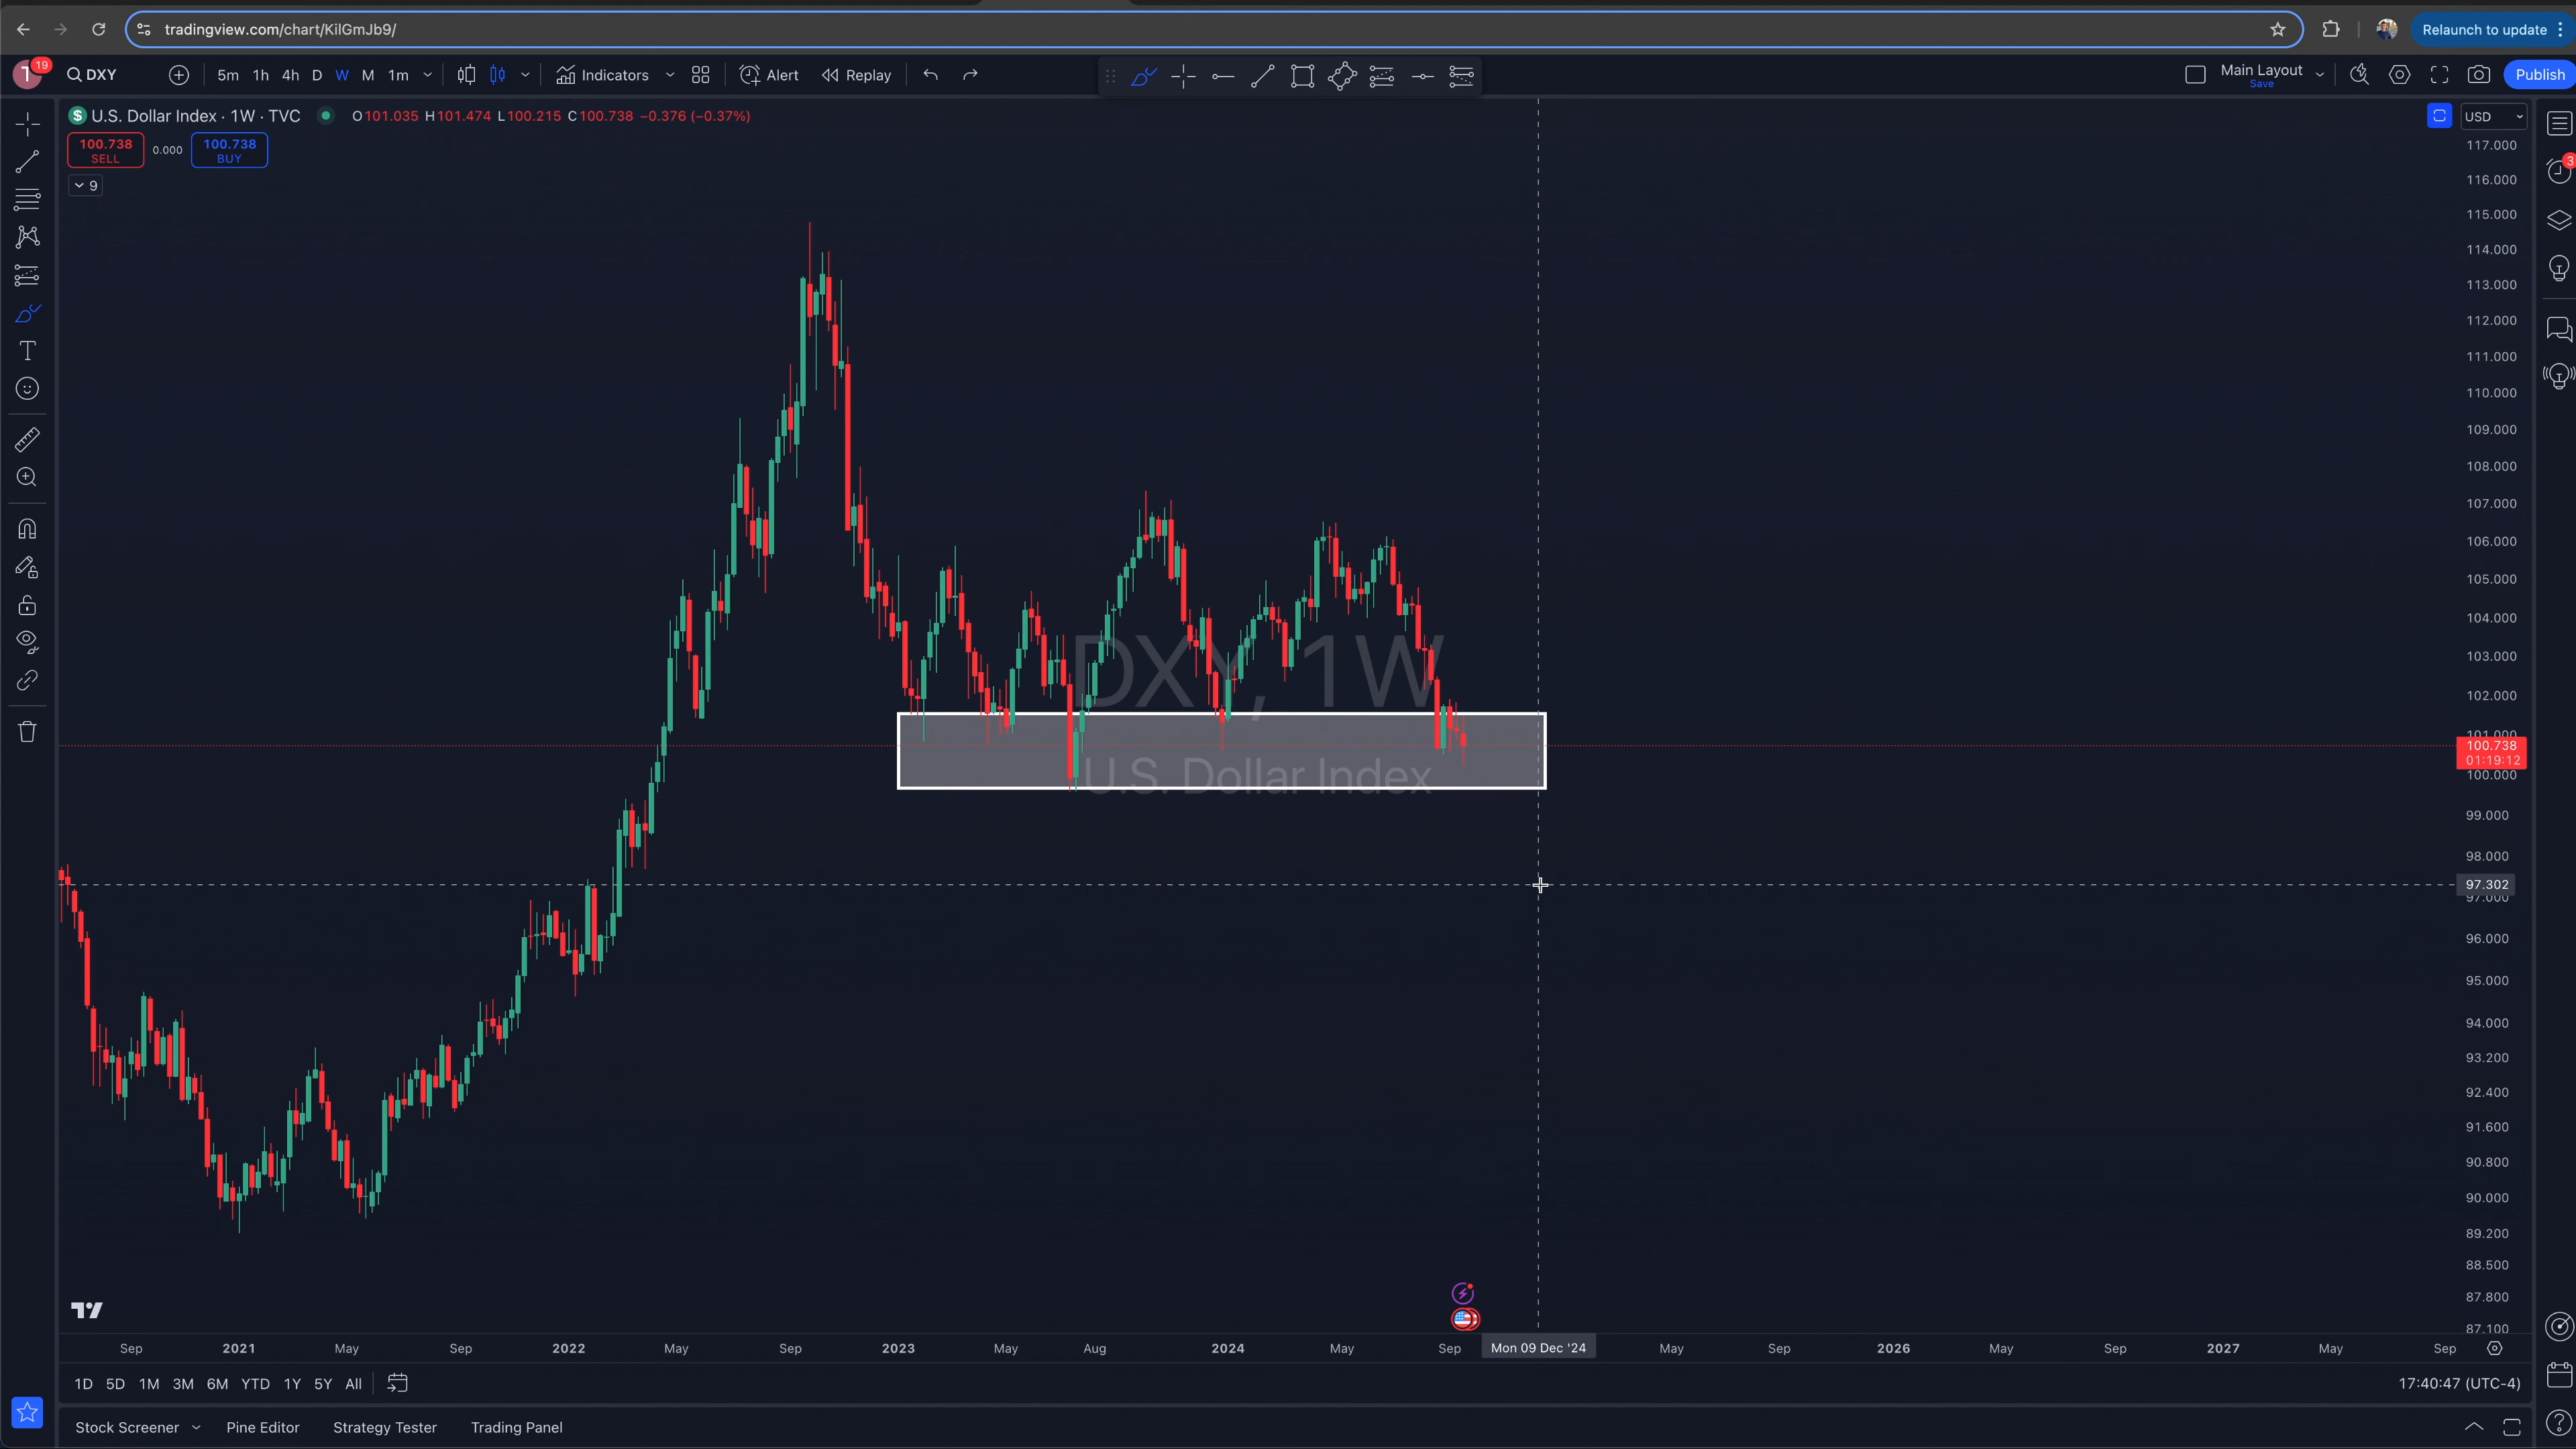 tradingview.com/chart/KilGmJb9/
Relaunch to update
19
DXY
5m 1h 4h D W M 1m
Indicators
Alert
Replay
Main Layout
Save
Publish
U.S. Dollar Index · 1W · TVC
O101.035 H101.474 L100.215 C100.738 −0.376 (−0.37%)
100.738
SELL
0.000
100.738
BUY
9
USD
3
117.000
116.000
115.000
114.000
113.000
112.000
111.000
110.000
109.000
108.000
107.000
106.000
105.000
104.000
103.000
102.000
101.000
100.738
01:19:12
100.000
99.000
98.000
97.302
97.000
96.000
95.000
94.000
93.200
92.400
91.600
90.800
90.000
89.200
88.500
87.800
87.100
DXY, 1W
U.S. Dollar Index
Sep 2021 May Sep 2022 May Sep 2023 May Aug 2024 May Sep Mon 09 Dec '24 May Sep 2026 May Sep 2027 May Sep
1D 5D 1M 3M 6M YTD 1Y 5Y All
17:40:47 (UTC-4)
Stock Screener
Pine Editor
Strategy Tester
Trading Panel